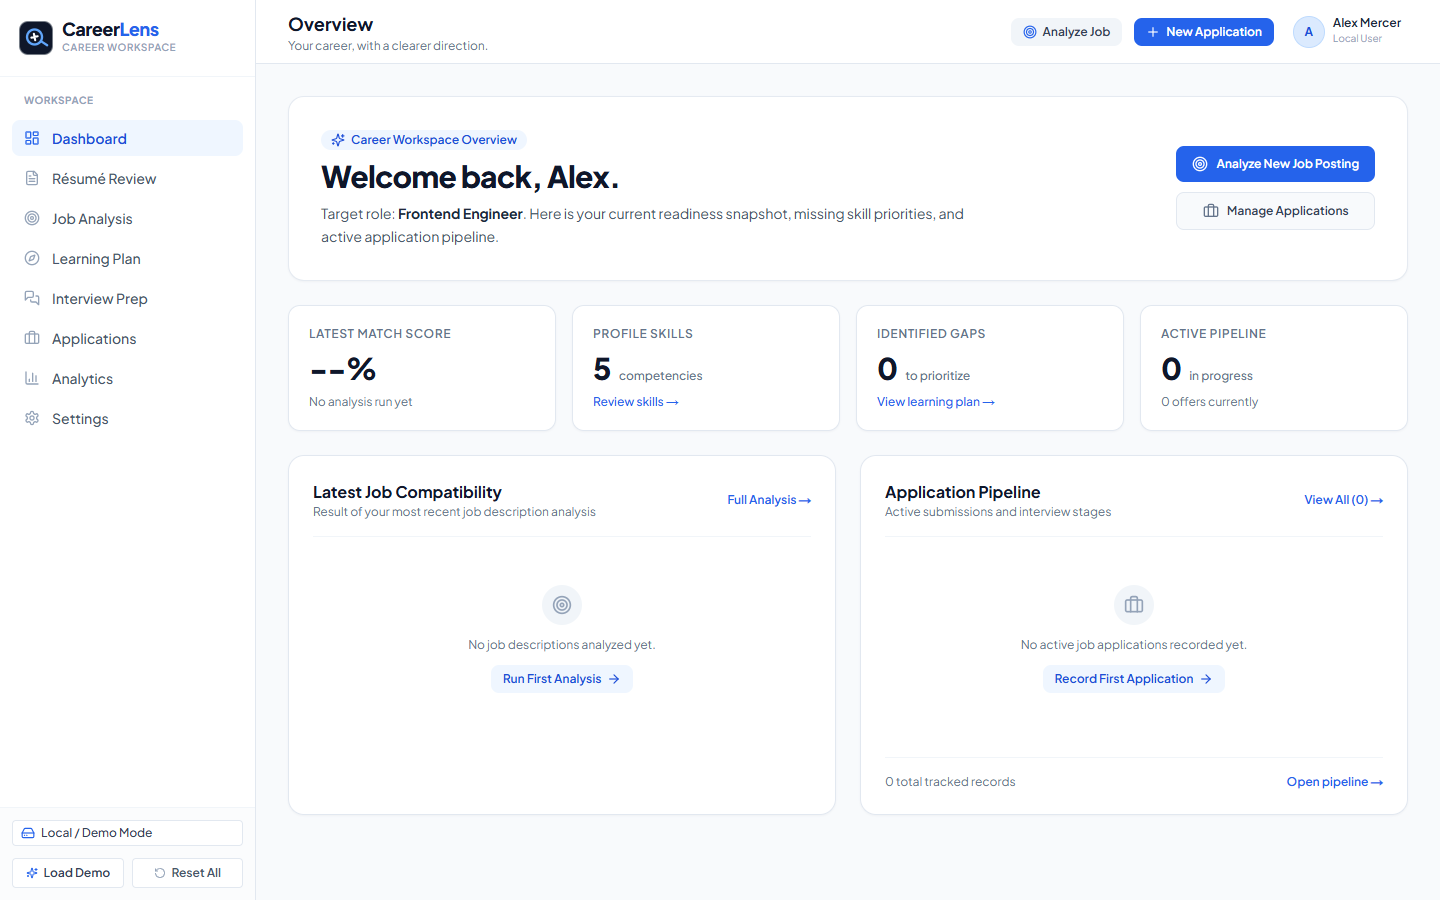 CareerLens
CAREER WORKSPACE
WORKSPACE
Dashboard
Résumé Review
Job Analysis
Learning Plan
Interview Prep
Applications
Analytics
Settings
Local / Demo Mode
Load Demo
Reset All
Overview
Your career, with a clearer direction.
Analyze Job
New Application
A
Alex Mercer
Local User
Career Workspace Overview
Welcome back, Alex.
Target role: Frontend Engineer. Here is your current readiness snapshot, missing skill priorities, and
active application pipeline.
Analyze New Job Posting
Manage Applications
LATEST MATCH SCORE
--%
No analysis run yet
PROFILE SKILLS
5 competencies
Review skills →
IDENTIFIED GAPS
0 to prioritize
View learning plan →
ACTIVE PIPELINE
0 in progress
0 offers currently
Latest Job Compatibility
Result of your most recent job description analysis
Full Analysis →
No job descriptions analyzed yet.
Run First Analysis →
Application Pipeline
Active submissions and interview stages
View All (0) →
No active job applications recorded yet.
Record First Application →
0 total tracked records
Open pipeline →